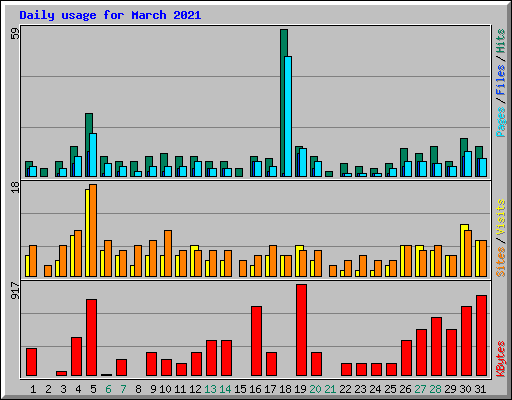 Daily usage for March 2021
59
Pages / Files / Hits
18
Sites / Visits
917
KBytes
1 2 3 4 5 6 7 8 9 10 11 12 13 14 15 16 17 18 19 20 21 22 23 24 25 26 27 28 29 30 31